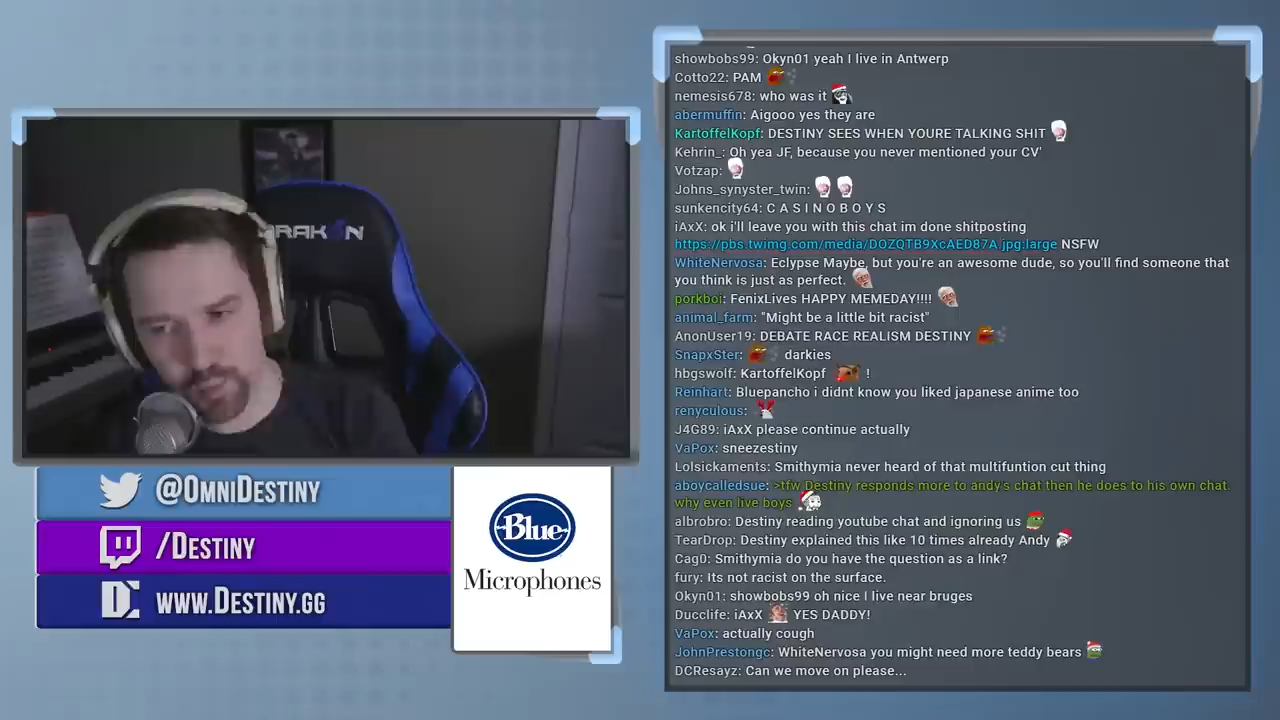 DRAKON
@OMNIDESTINY
/DESTINY
www.DESTINY.gg
Blue
Microphones
showbobs99: Okyn01 yeah I live in Antwerp
Cotto22: PAM
nemesis678: who was it
abermuffin: Aigooo yes they are
KartoffelKopf: DESTINY SEES WHEN YOURE TALKING SHIT
Kehrin_: Oh yea JF, because you never mentioned your CV'
Votzap:
Johns_synyster_twin:
sunkencity64: C A S I N O B O Y S
iAxX: ok i'll leave you with this chat im done shitposting
https://pbs.twimg.com/media/DOZQTB9XcAED87A.jpg:large NSFW
WhiteNervosa: Eclypse Maybe, but you're an awesome dude, so you'll find someone that
you think is just as perfect.
porkboi: FenixLives HAPPY MEMEDAY!!!!
animal_farm: "Might be a little bit racist"
AnonUser19: DEBATE RACE REALISM DESTINY
SnapxSter: darkies
hbgswolf: KartoffelKopf !
Reinhart: Bluepancho i didnt know you liked japanese anime too
renyculous:
J4G89: iAxX please continue actually
VaPox: sneezestiny
Lolsickaments: Smithymia never heard of that multifuntion cut thing
aboycalledsue: >tfw Destiny responds more to andy's chat then he does to his own chat.
why even live boys
albrobro: Destiny reading youtube chat and ignoring us
TearDrop: Destiny explained this like 10 times already Andy
Cag0: Smithymia do you have the question as a link?
fury: Its not racist on the surface.
Okyn01: showbobs99 oh nice I live near bruges
Ducclife: iAxX YES DADDY!
VaPox: actually cough
JohnPrestongc: WhiteNervosa you might need more teddy bears
DCResayz: Can we move on please...